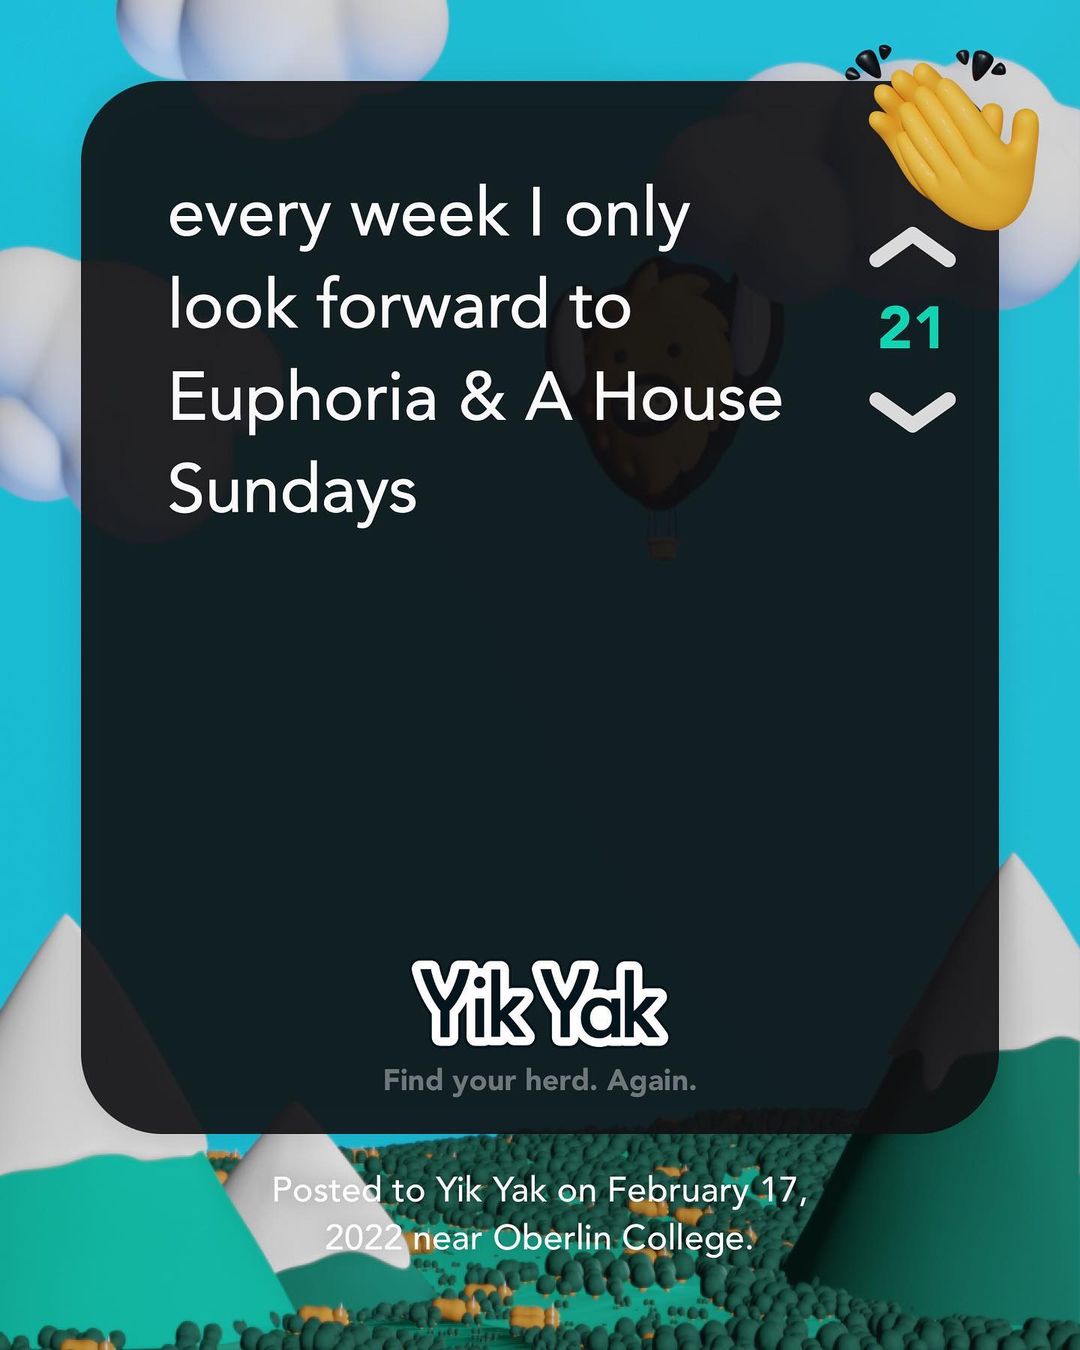 every week I only
look forward to
Euphoria & A House
Sundays
21
Yik Yak
Find your herd. Again.
Posted to Yik Yak on February 17,
2022 near Oberlin College.